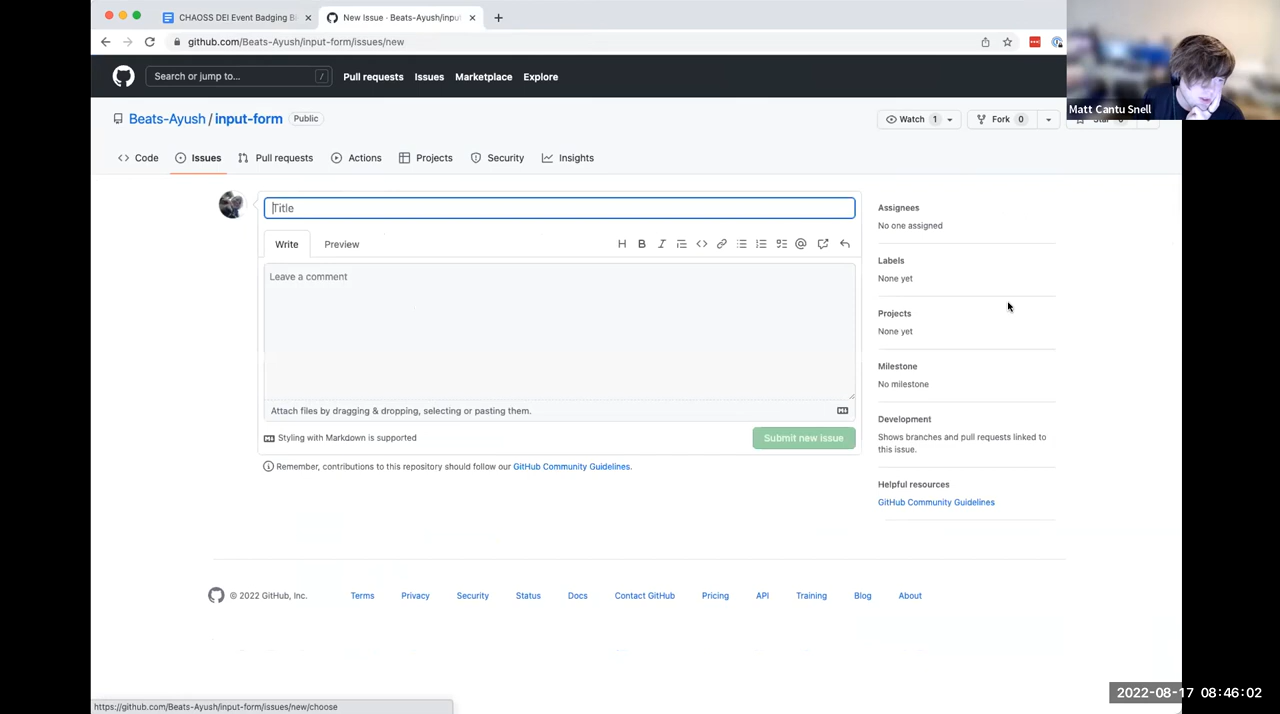 CHAOSS DEI Event Badging Bi
New Issue · Beats-Ayush/input
github.com/Beats-Ayush/input-form/issues/new
Search or jump to... /
Pull requests Issues Marketplace Explore
Matt Cantu Snell
Beats-Ayush / input-form Public
Watch 1 Fork 0
Code Issues Pull requests Actions Projects Security Insights
Title
Write Preview
Leave a comment
Attach files by dragging & dropping, selecting or pasting them.
Styling with Markdown is supported
Submit new issue
Remember, contributions to this repository should follow our GitHub Community Guidelines.
Assignees
No one assigned
Labels
None yet
Projects
None yet
Milestone
No milestone
Development
Shows branches and pull requests linked to
this issue.
Helpful resources
GitHub Community Guidelines
© 2022 GitHub, Inc. Terms Privacy Security Status Docs Contact GitHub Pricing API Training Blog About
https://github.com/Beats-Ayush/input-form/issues/new/choose
2022-08-17 08:46:02